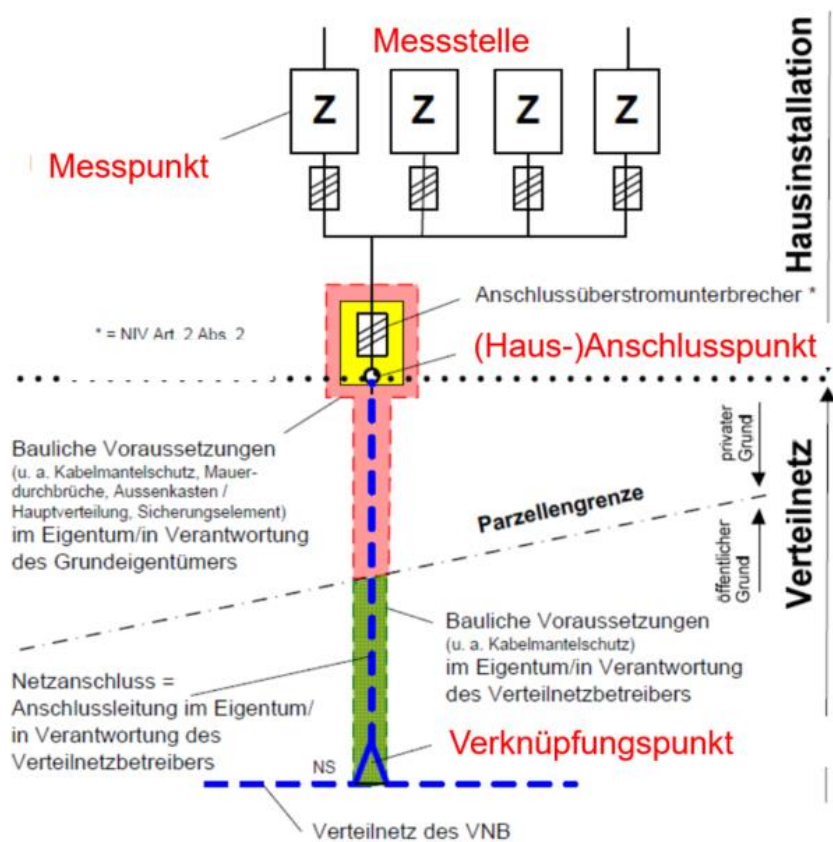 Messstelle
Z Z Z Z
Messpunkt
Hausinstallation
Anschlussüberstromunterbrecher *
* = NIV Art. 2 Abs. 2
(Haus-)Anschlusspunkt
Bauliche Voraussetzungen
(u. a. Kabelmantelschutz, Mauer-
durchbrüche, Aussenkasten /
Hauptverteilung, Sicherungselement)
im Eigentum/in Verantwortung
des Grundeigentümers
privater
Grund
Parzellengrenze
öffentlicher
Grund
Verteilnetz
Bauliche Voraussetzungen
(u. a. Kabelmantelschutz)
im Eigentum/in Verantwortung
des Verteilnetzbetreibers
Netzanschluss =
Anschlussleitung im Eigentum/
in Verantwortung des
Verteilnetzbetreibers
Verknüpfungspunkt
NS
Verteilnetz des VNB